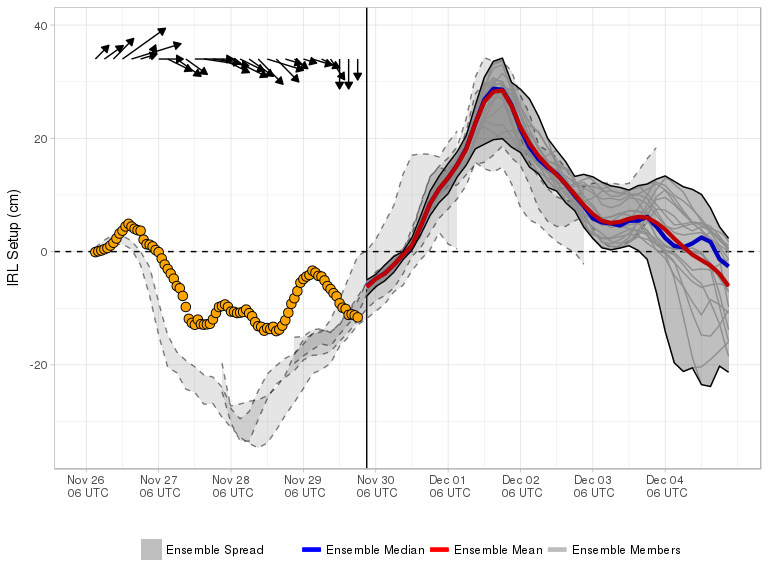 40
20
0
-20
IRL Setup (cm)
Nov 26 Nov 27 Nov 28 Nov 29 Nov 30 Dec 01 Dec 02 Dec 03 Dec 04
06 UTC 06 UTC 06 UTC 06 UTC 06 UTC 06 UTC 06 UTC 06 UTC 06 UTC
Ensemble Spread Ensemble Median Ensemble Mean Ensemble Members